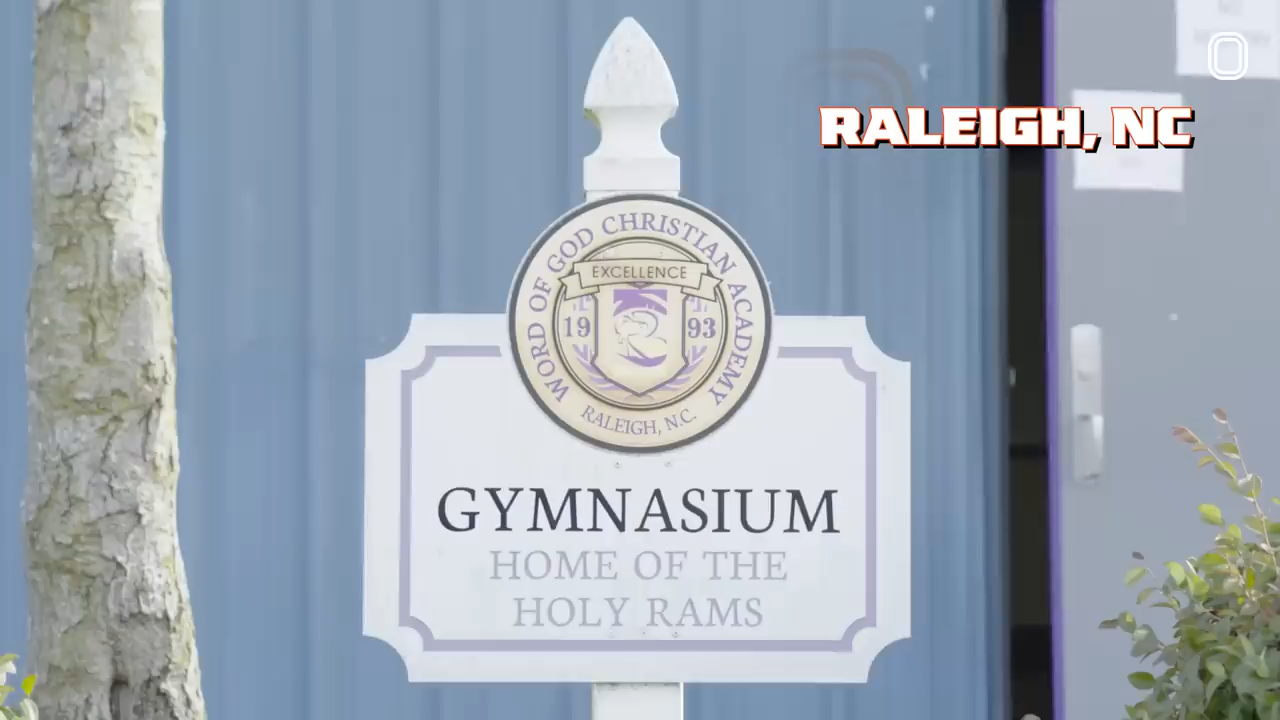 RALEIGH, NC
WORD OF GOD CHRISTIAN ACADEMY
EXCELLENCE
19 93
RALEIGH, N.C.
GYMNASIUM
HOME OF THE
HOLY RAMS